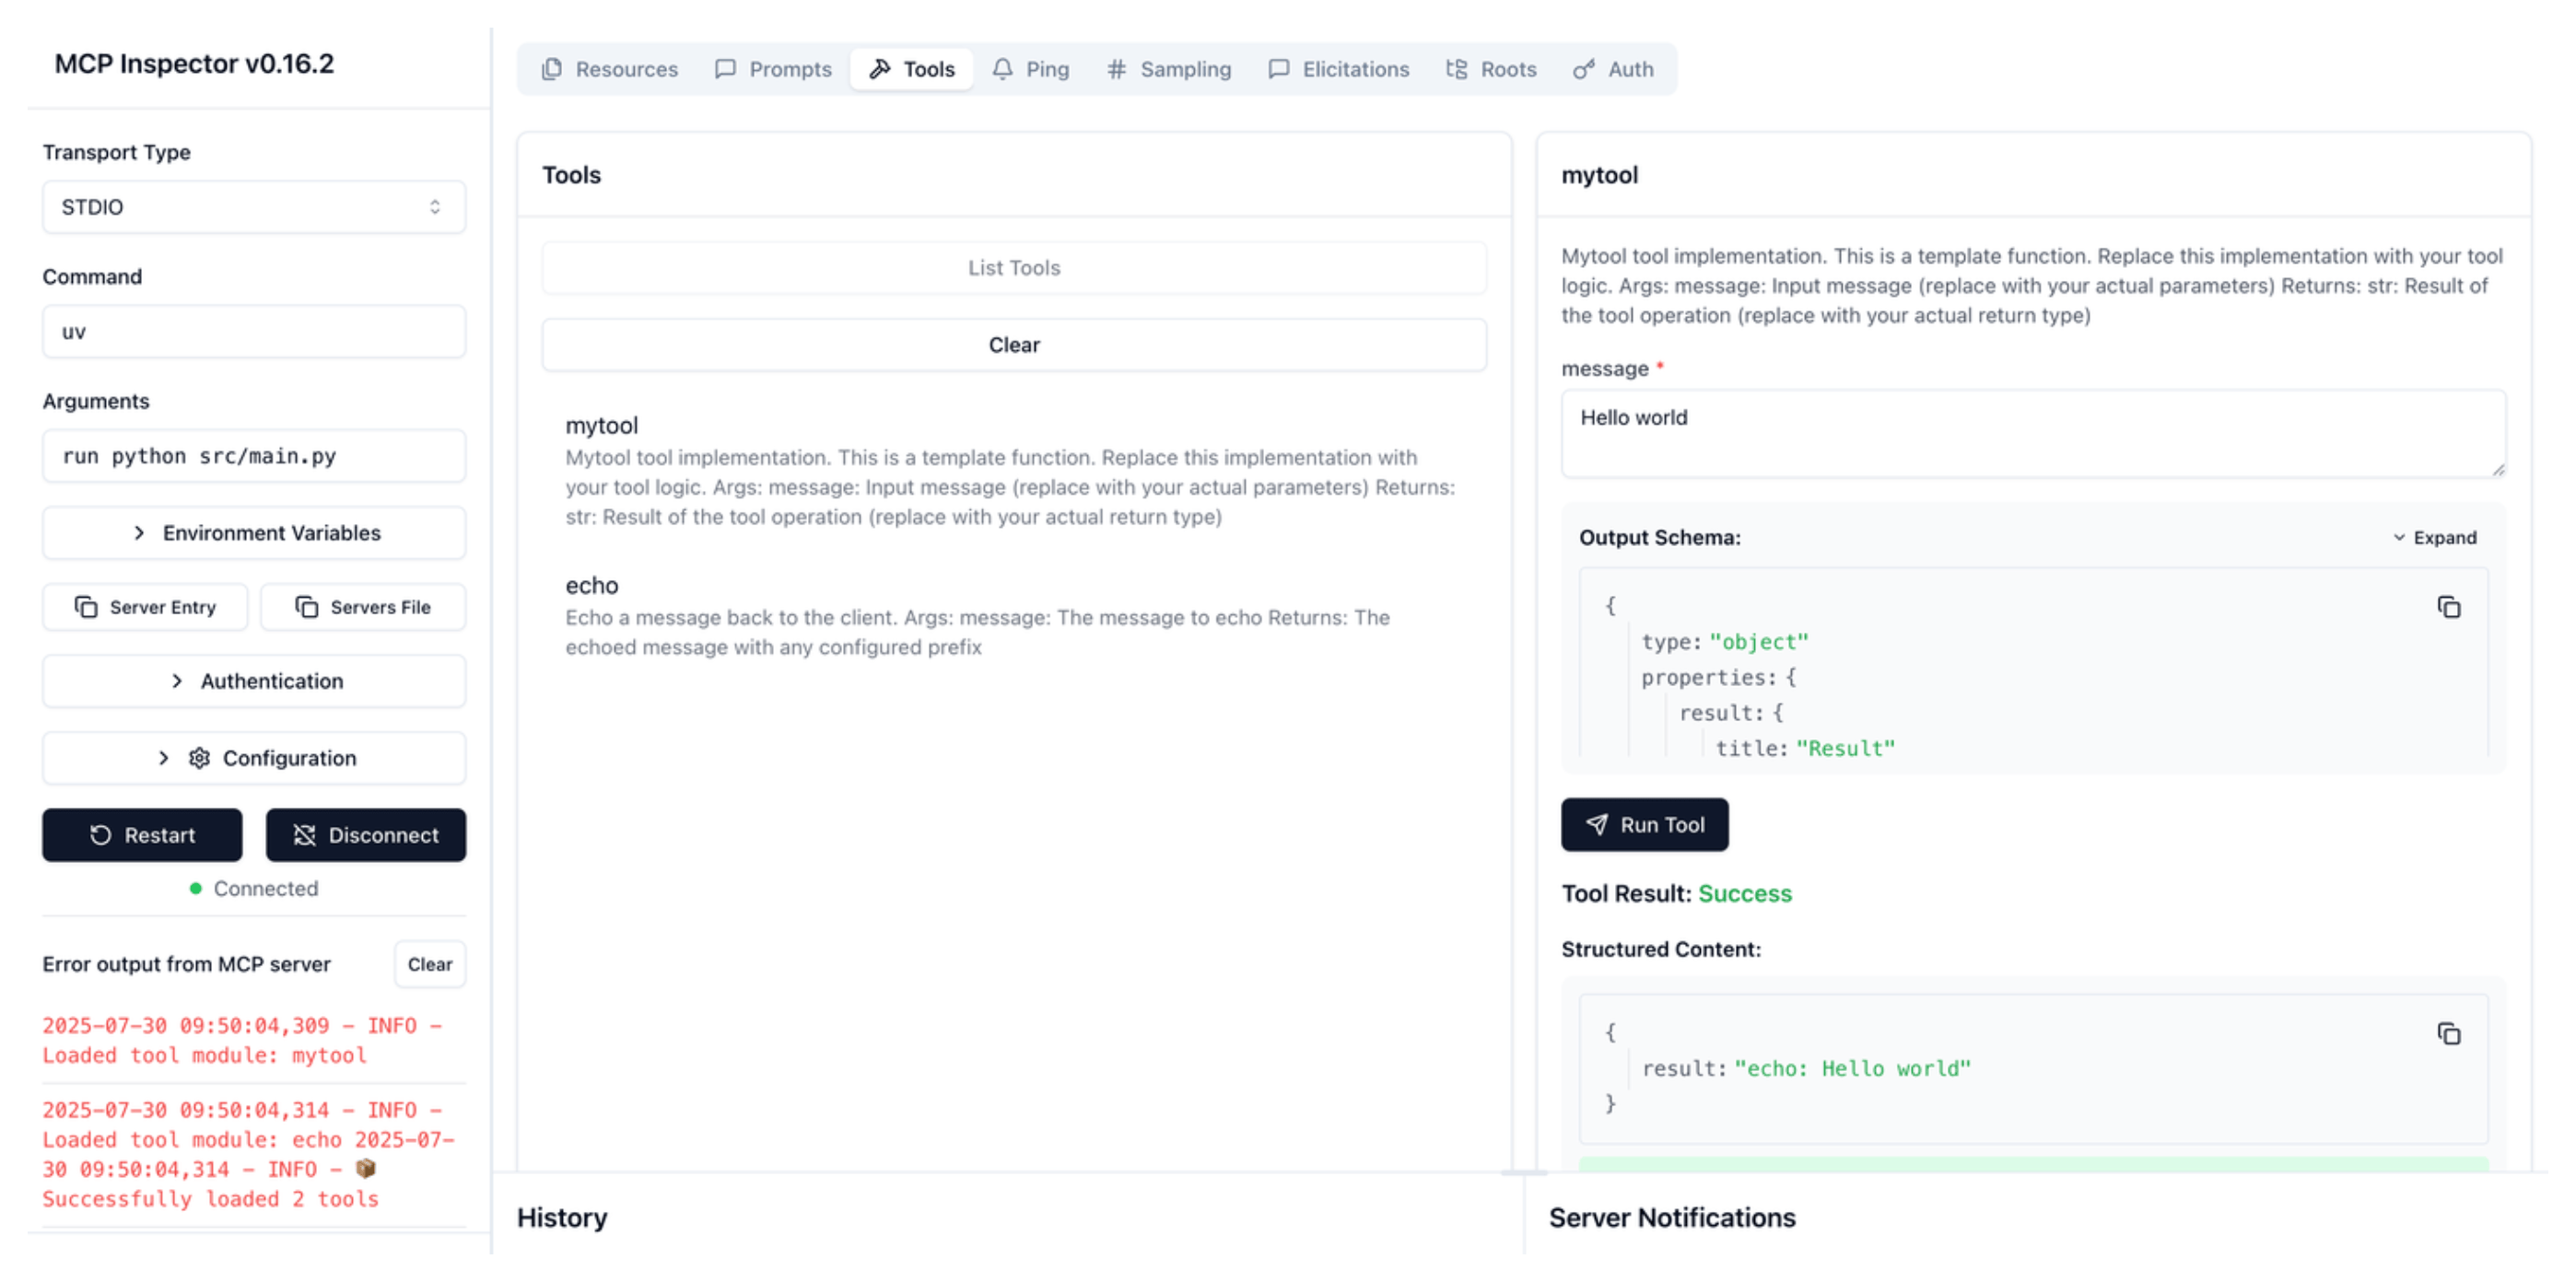 MCP Inspector v0.16.2
Transport Type
STDIO
Command
uv
Arguments
run python src/main.py
Environment Variables
Server Entry
Servers File
Authentication
Configuration
Restart
Disconnect
Connected
Error output from MCP server
Clear
2025-07-30 09:50:04,309 - INFO -
Loaded tool module: mytool
2025-07-30 09:50:04,314 - INFO -
Loaded tool module: echo 2025-07-
30 09:50:04,314 - INFO - 📦
Successfully loaded 2 tools
Resources
Prompts
Tools
Ping
Sampling
Elicitations
Roots
Auth
Tools
List Tools
Clear
mytool
Mytool tool implementation. This is a template function. Replace this implementation with
your tool logic. Args: message: Input message (replace with your actual parameters) Returns:
str: Result of the tool operation (replace with your actual return type)
echo
Echo a message back to the client. Args: message: The message to echo Returns: The
echoed message with any configured prefix
mytool
Mytool tool implementation. This is a template function. Replace this implementation with your tool
logic. Args: message: Input message (replace with your actual parameters) Returns: str: Result of
the tool operation (replace with your actual return type)
message *
Hello world
Output Schema:
Expand
{
type: "object"
properties: {
result: {
title: "Result"
Run Tool
Tool Result: Success
Structured Content:
{
result: "echo: Hello world"
}
History
Server Notifications